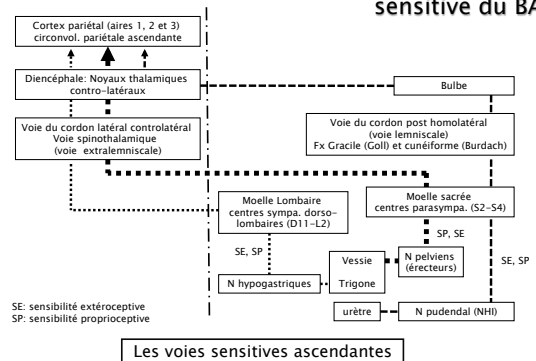 sensitive du BA
Cortex pariétal (aires 1, 2 et 3)
circonvol. pariétale ascendante
Diencéphale: Noyaux thalamiques
contro-latéraux
Bulbe
Voie du cordon latéral controlatéral
Voie spinothalamique
(voie extralemniscale)
Voie du cordon post homolatéral
(voie lemniscale)
Fx Gracile (Goll) et cunéiforme (Burdach)
Moelle Lombaire
centres sympa. dorso-
lombaires (D11-L2)
Moelle sacrée
centres parasympa. (S2-S4)
SP, SE
SE, SP
SE, SP
Vessie
Trigone
N pelviens
(érecteurs)
N hypogastriques
urètre
N pudendal (NHI)
SE: sensibilité extéroceptive
SP: sensibilité proprioceptive
Les voies sensitives ascendantes